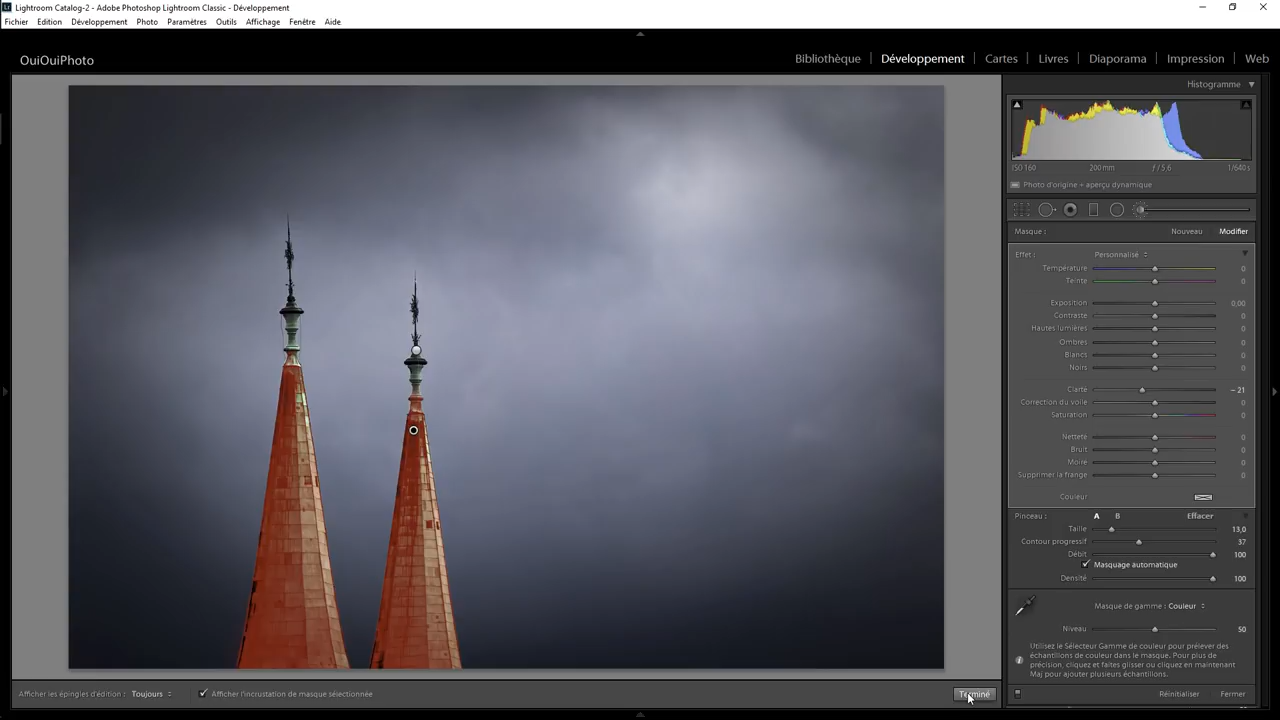 Lightroom Catalog-2 - Adobe Photoshop Lightroom Classic - Développement
Fichier Edition Développement Photo Paramètres Outils Affichage Fenêtre Aide
OuiOuiPhoto
Bibliothèque | Développement | Cartes | Livres | Diaporama | Impression | Web
Histogramme
ISO 160 200 mm ƒ / 5,6 1/640 s
Photo d'origine + aperçu dynamique
Masque : Nouveau Modifier
Effet : Personnalisé
Température 0
Teinte 0
Exposition 0,00
Contraste 0
Hautes lumières 0
Ombres 0
Blancs 0
Noirs 0
Clarté – 21
Correction du voile 0
Saturation 0
Netteté 0
Bruit 0
Moiré 0
Supprimer la frange 0
Couleur
Pinceau : A B Effacer
Taille 13,0
Contour progressif 37
Débit 100
Masquage automatique
Densité 100
Masque de gamme : Couleur
Niveau 50
Utilisez le Sélecteur Gamme de couleur pour prélever des
échantillons de couleur dans le masque. Pour plus de
précision, cliquez et faites glisser ou cliquez en maintenant
Maj pour ajouter plusieurs échantillons.
Afficher les épingles d'édition : Toujours Afficher l'incrustation de masque sélectionnée Terminé Réinitialiser Fermer